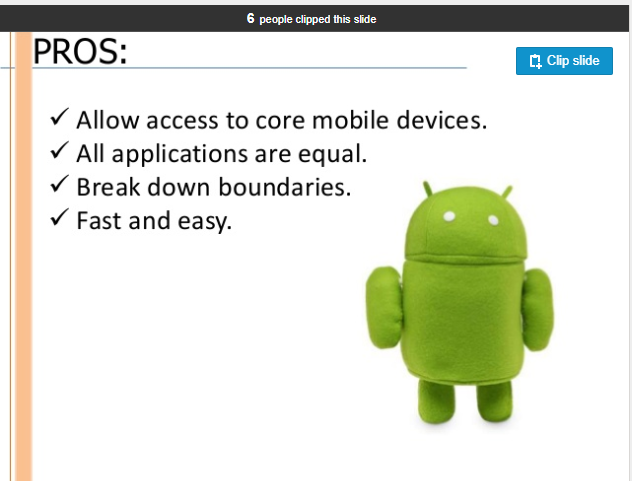 6 people clipped this slide
PROS:
Clip slide
✓ Allow access to core mobile devices.
✓ All applications are equal.
✓ Break down boundaries.
✓ Fast and easy.